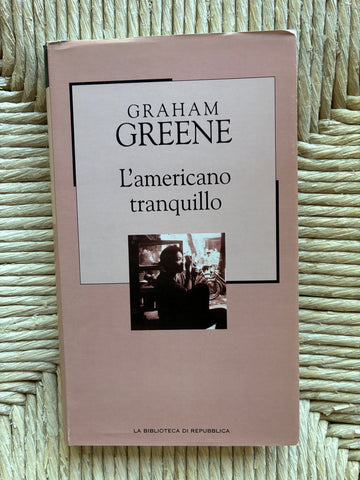 GRAHAM
GREENE
L'americano
tranquillo
LA BIBLIOTECA DI REPUBBLICA